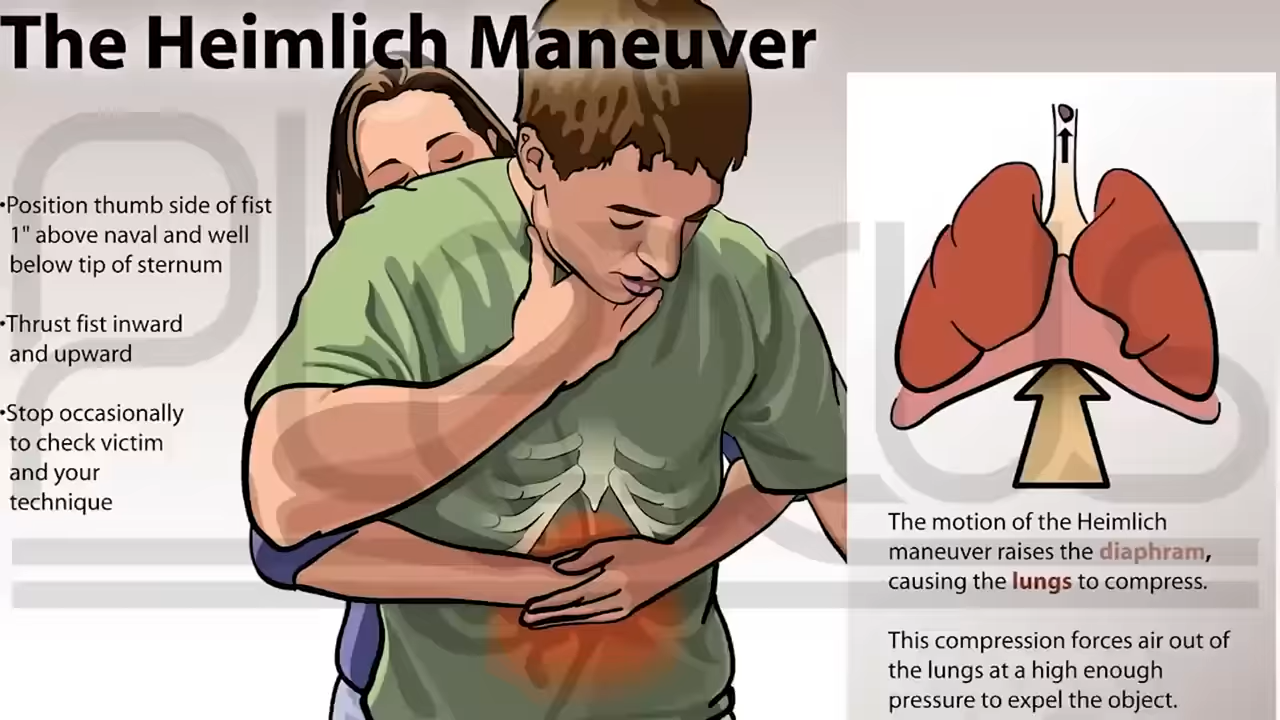 The Heimlich Maneuver
•Position thumb side of fist
1" above naval and well
below tip of sternum
•Thrust fist inward
and upward
•Stop occasionally
to check victim
and your
technique
The motion of the Heimlich
maneuver raises the diaphram,
causing the lungs to compress.
This compression forces air out of
the lungs at a high enough
pressure to expel the object.